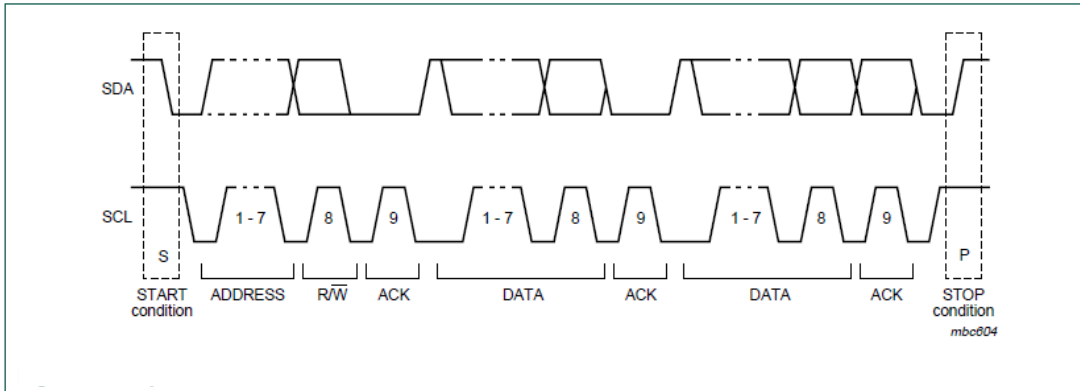 SDA
SCL
1 - 7 8 9 1 - 7 8 9 1 - 7 8 9
S P
START condition ADDRESS R/W̅ ACK DATA ACK DATA ACK STOP condition
mbc604